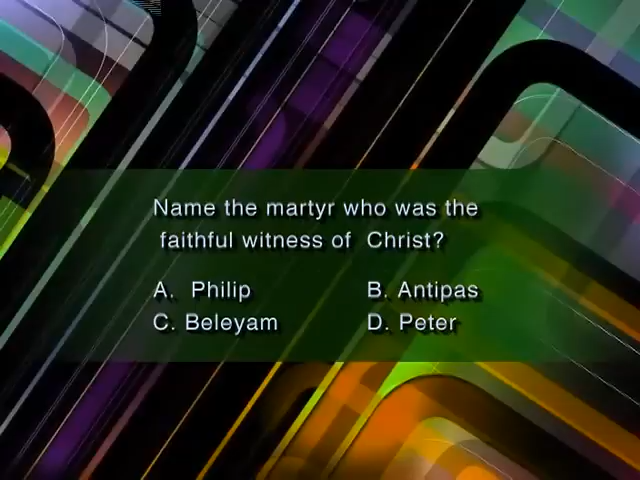 Name the martyr who was the
faithful witness of Christ?
A. Philip B. Antipas
C. Beleyam D. Peter